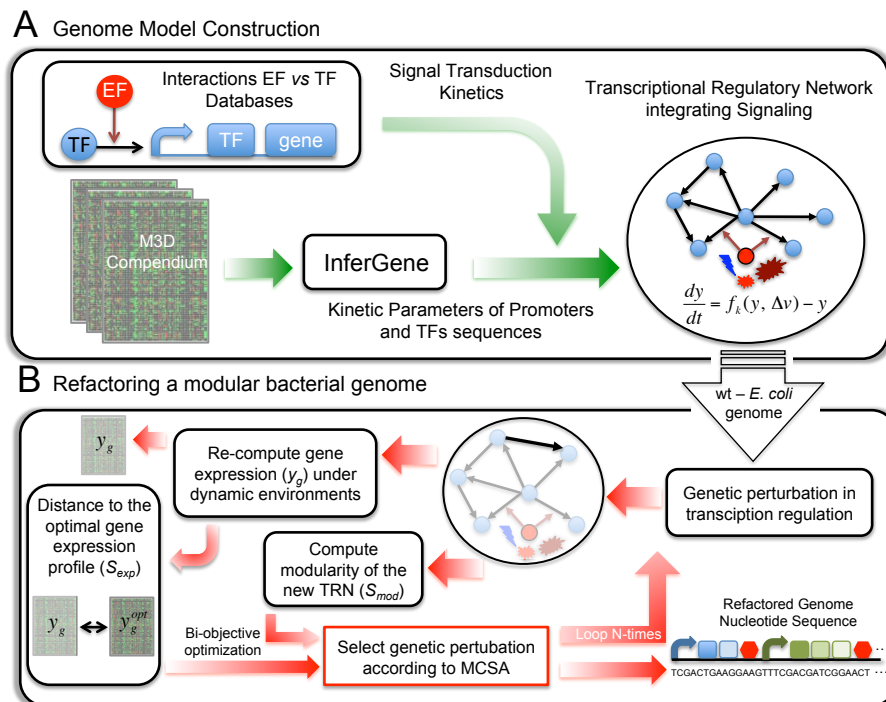 A Genome Model Construction
Interactions EF vs TF
Databases
EF
TF
TF
gene
Signal Transduction
Kinetics
Transcriptional Regulatory Network
integrating Signaling
M3D
Compendium
InferGene
Kinetic Parameters of Promoters
and TFs sequences
dy/dt = f_k(y, Δv) − y
B Refactoring a modular bacterial genome
wt – E. coli
genome
y_g
Re-compute gene
expression (y_g) under
dynamic environments
Genetic perturbation in
transciption regulation
Distance to the
optimal gene
expression
profile (S_exp)
Compute
modularity of the
new TRN (S_mod)
y_g
y_g^opt
Bi-objective
optimization
Select genetic pertubation
according to MCSA
Loop N-times
Refactored Genome
Nucleotide Sequence
...
TCGACTGAAGGAAGTTTCGACGATCGGAACT ...